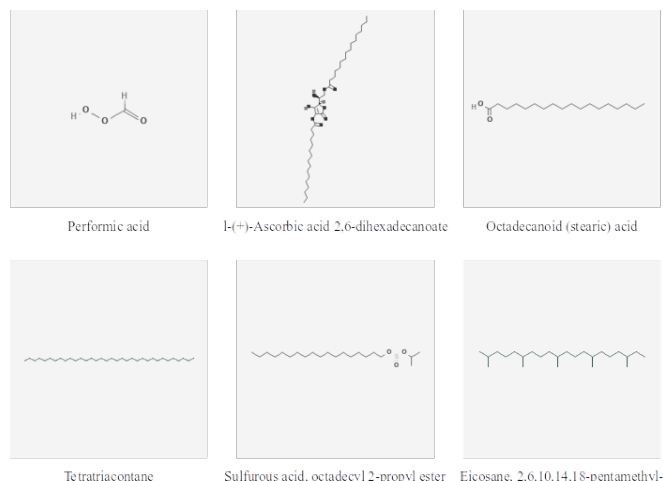 H
H O
O O
Performic acid
l-(+)-Ascorbic acid 2,6-dihexadecanoate
H O
O
Octadecanoid (stearic) acid
Tetratriacontane
O O
O
Sulfurous acid, octadecyl 2-propyl ester
Eicosane, 2,6,10,14,18-pentamethyl-